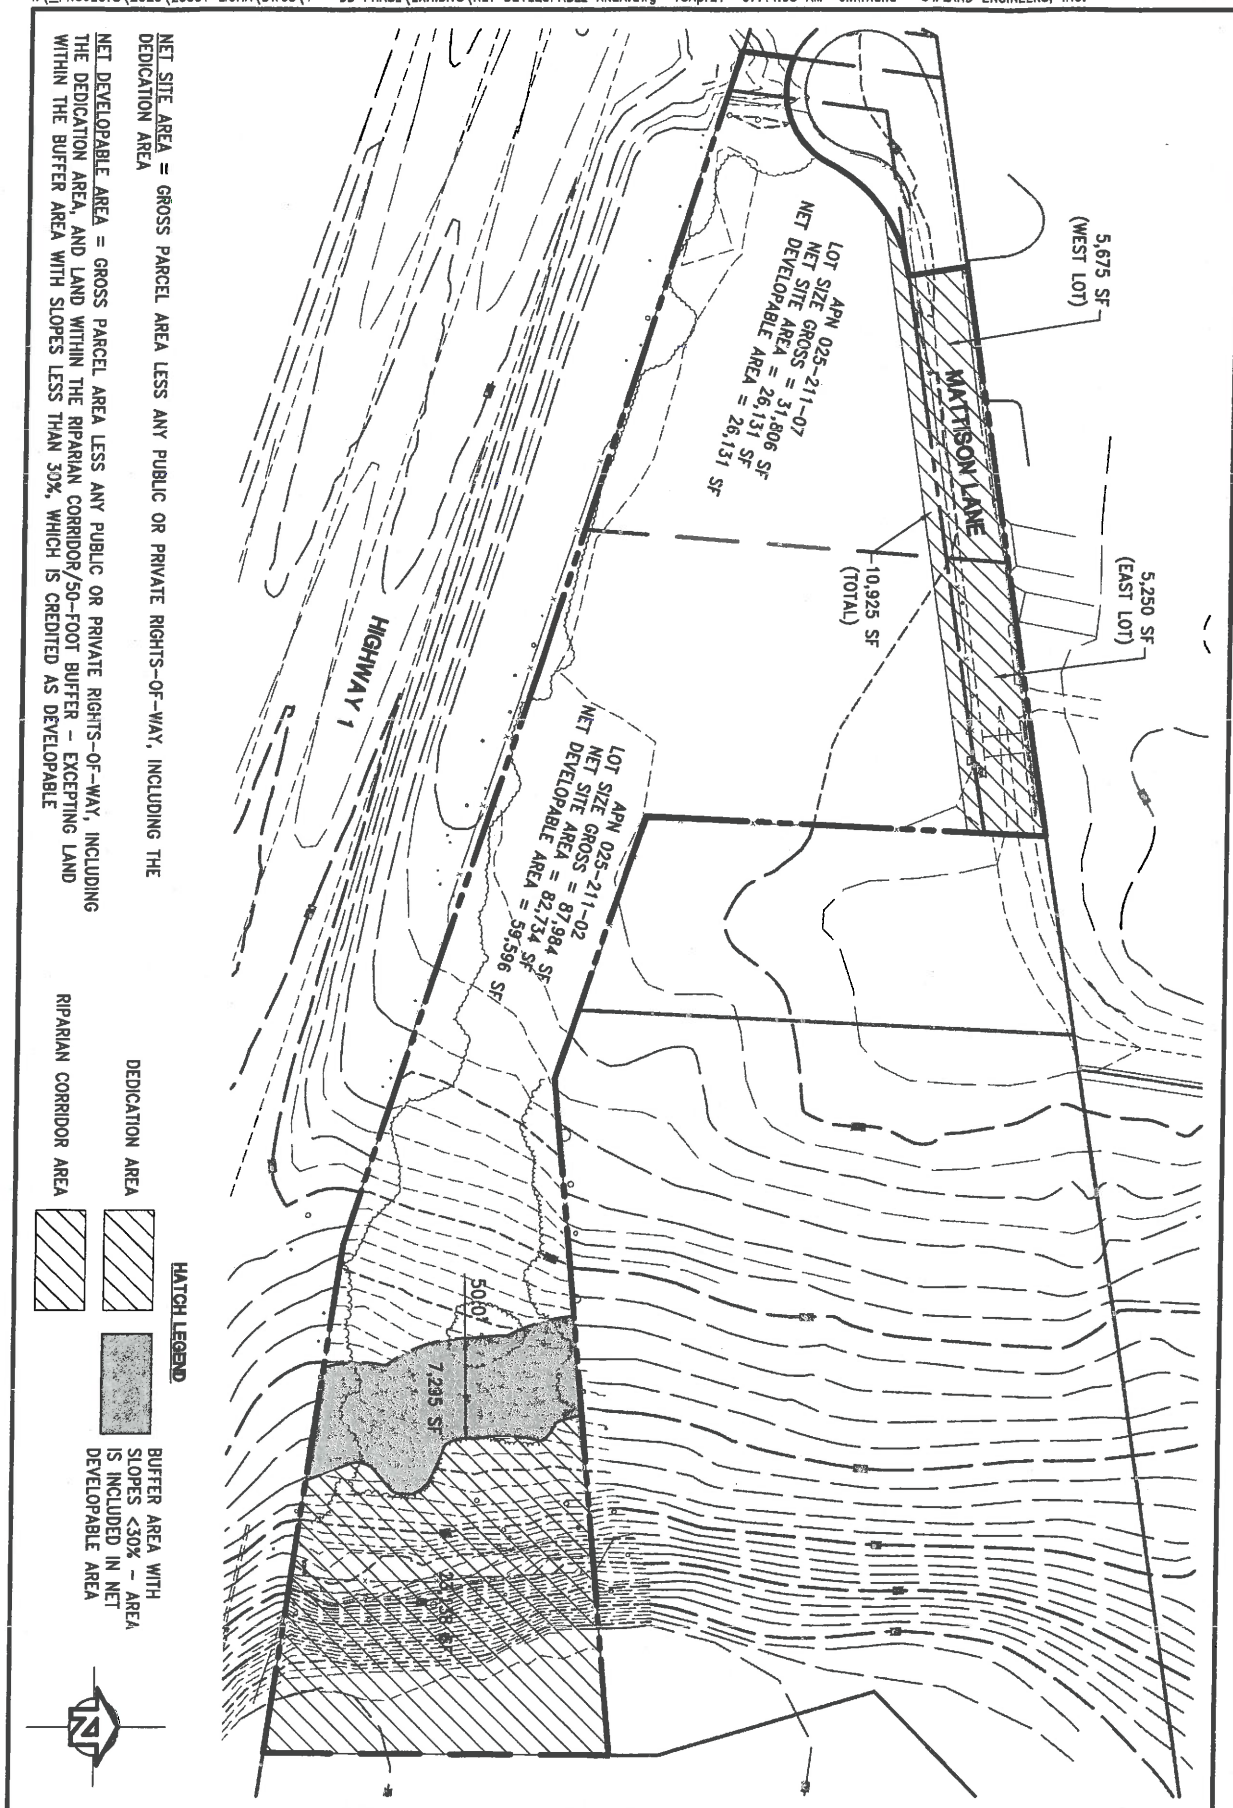 5,675 SF
(WEST LOT)
5,250 SF
(EAST LOT)
MATTISON LANE
10,925 SF
(TOTAL)
APN 025-211-07
LOT SIZE GROSS = 31,806 SF
NET SITE AREA = 26,131 SF
NET DEVELOPABLE AREA = 26,131 SF
APN 025-211-02
LOT SIZE GROSS = 87,984 SF
NET SITE AREA = 82,734 SF
NET DEVELOPABLE AREA = 59,596 SF
HIGHWAY 1
50.0'
7,295 SF
NET SITE AREA = GROSS PARCEL AREA LESS ANY PUBLIC OR PRIVATE RIGHTS-OF-WAY, INCLUDING THE
DEDICATION AREA
NET DEVELOPABLE AREA = GROSS PARCEL AREA LESS ANY PUBLIC OR PRIVATE RIGHTS-OF-WAY, INCLUDING
THE DEDICATION AREA, AND LAND WITHIN THE RIPARIAN CORRIDOR/50-FOOT BUFFER - EXCEPTING LAND
WITHIN THE BUFFER AREA WITH SLOPES LESS THAN 30%, WHICH IS CREDITED AS DEVELOPABLE
HATCH LEGEND
DEDICATION AREA
RIPARIAN CORRIDOR AREA
BUFFER AREA WITH
SLOPES <30% - AREA
IS INCLUDED IN NET
DEVELOPABLE AREA
N